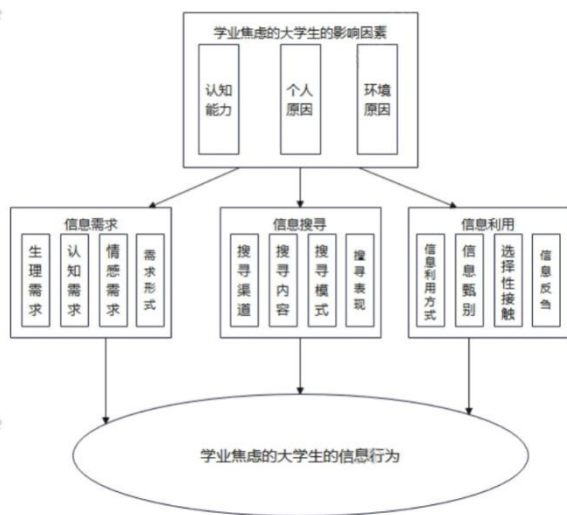 学业焦虑的大学生的影响因素
认知能力
个人原因
环境原因
信息需求
生理需求
认知需求
情感需求
需求形式
信息搜寻
搜寻渠道
搜寻内容
搜寻模式
搜寻表现
信息利用
信息利用方式
信息甄别
选择性接触
信息反刍
学业焦虑的大学生的信息行为